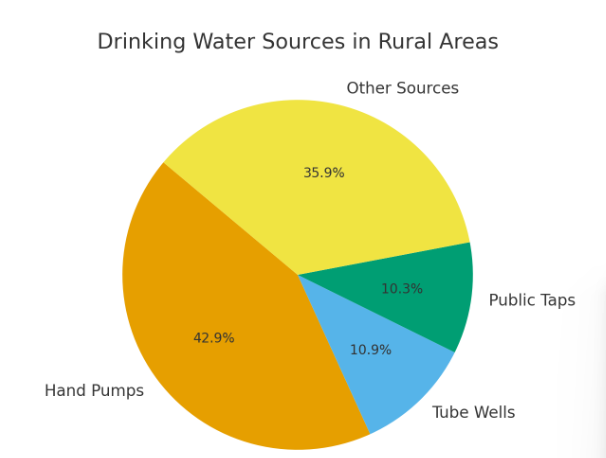 Drinking Water Sources in Rural Areas
Other Sources
35.9%
10.3%
Public Taps
42.9%
10.9%
Hand Pumps
Tube Wells